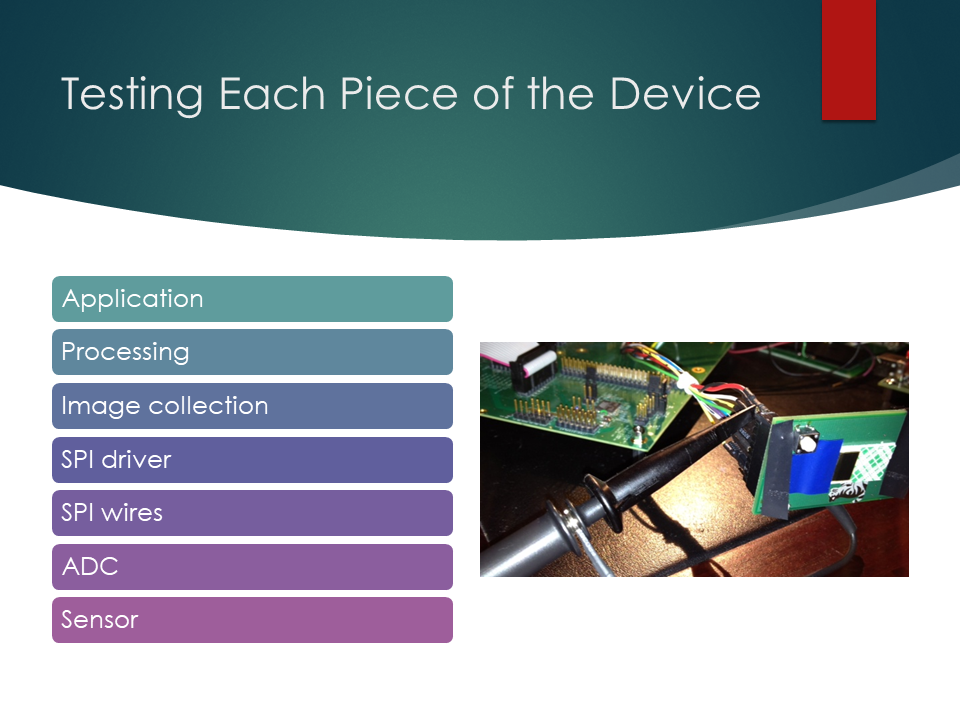 Testing Each Piece of the Device
Application
Processing
Image collection
SPI driver
SPI wires
ADC
Sensor